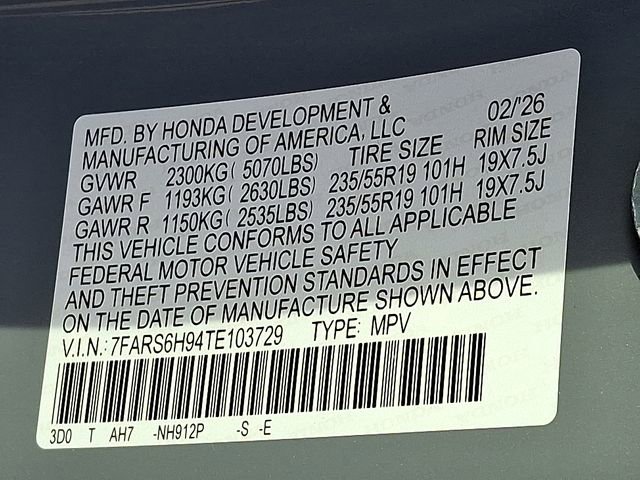 MFD. BY HONDA DEVELOPMENT &
MANUFACTURING OF AMERICA, LLC 02/'26
GVWR 2300KG ( 5070LBS) TIRE SIZE RIM SIZE
GAWR F 1193KG ( 2630LBS) 235/55R19 101H 19X7.5J
GAWR R 1150KG ( 2535LBS) 235/55R19 101H 19X7.5J
THIS VEHICLE CONFORMS TO ALL APPLICABLE
FEDERAL MOTOR VEHICLE SAFETY
AND THEFT PREVENTION STANDARDS IN EFFECT
ON THE DATE OF MANUFACTURE SHOWN ABOVE.
V.I.N.: 7FARS6H94TE103729 TYPE: MPV
3D0 T AH7 -NH912P -S -E